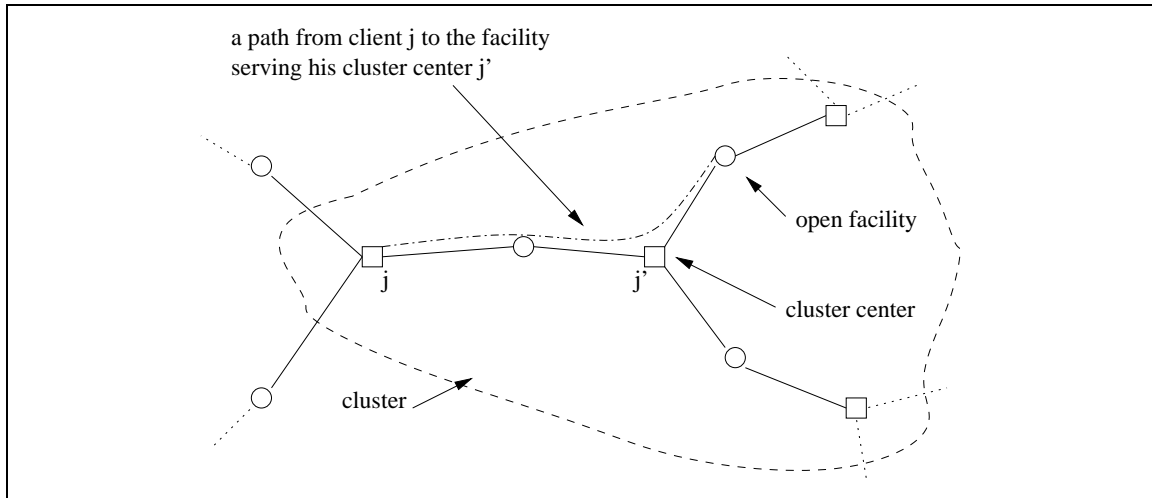 a path from client j to the facility
serving his cluster center j’
open facility
j
j’
cluster center
cluster